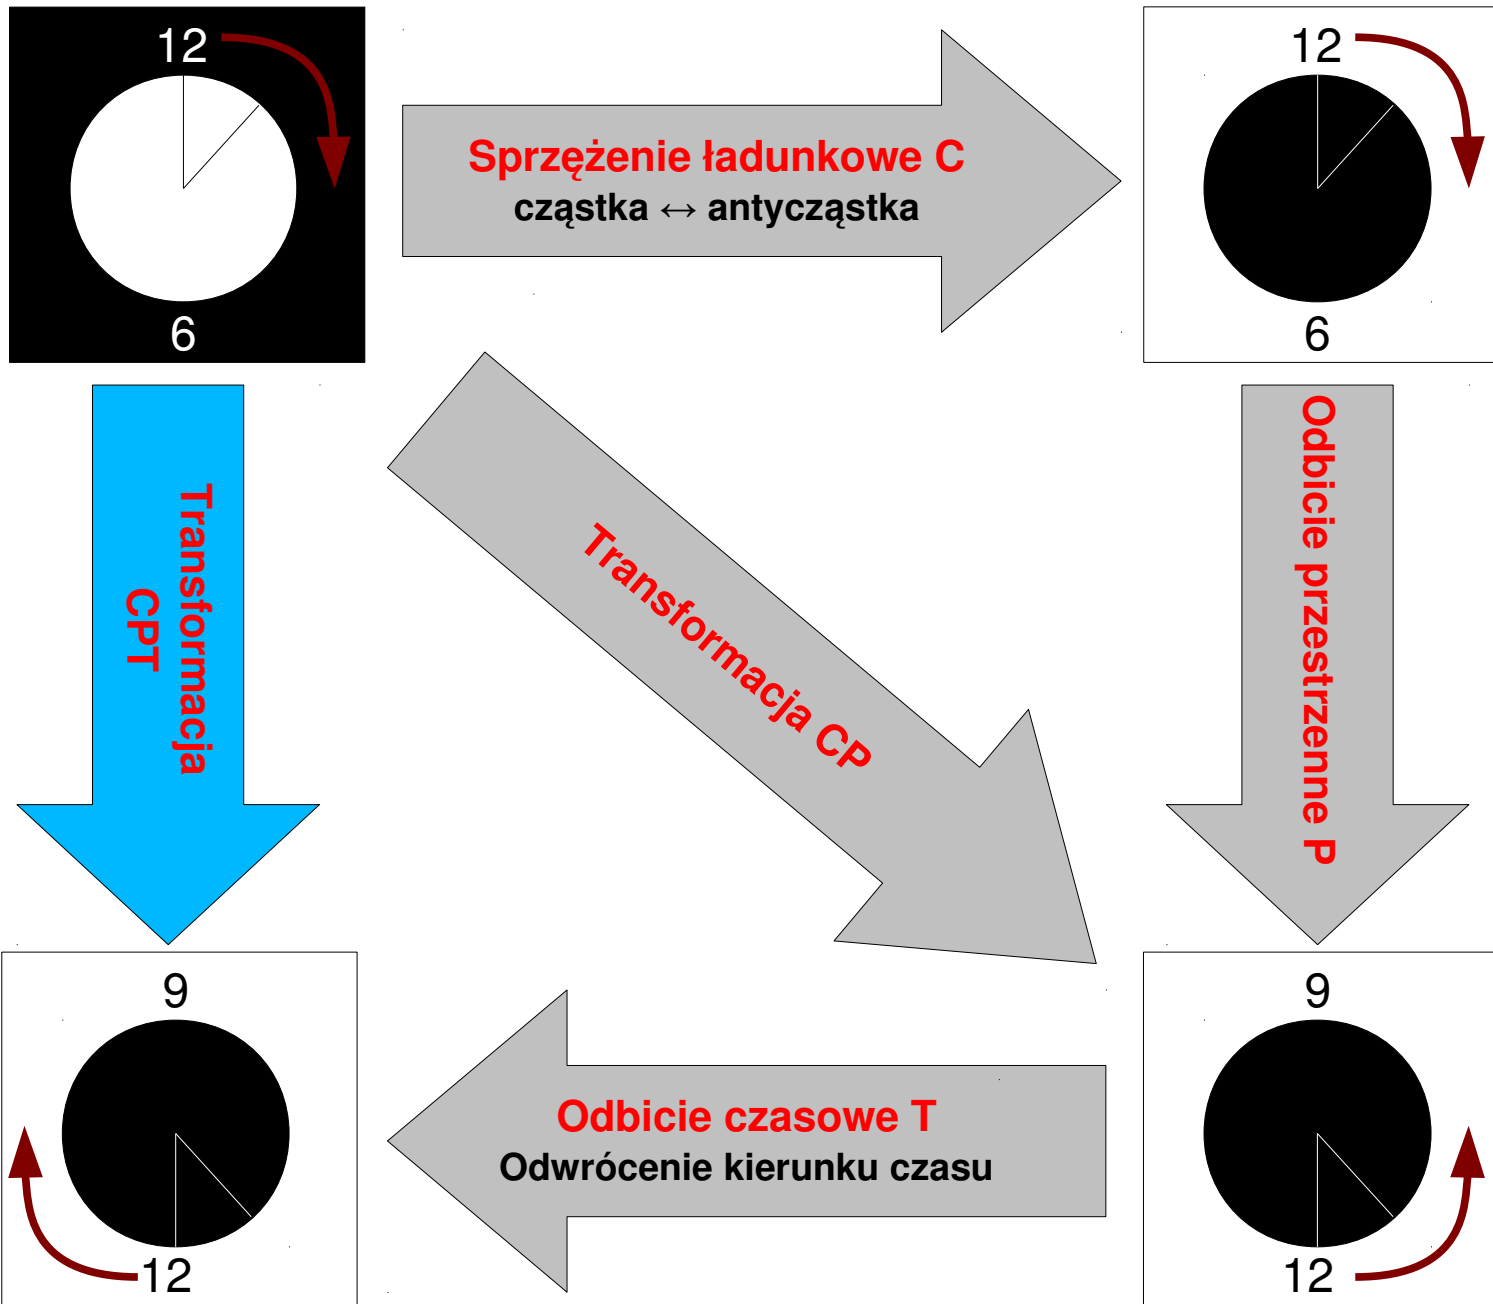 12
12
Sprzężenie ładunkowe C
cząstka ↔ antycząstka
6
6
Transformacja
CPT
Transformacja CP
Odbicie przestrzenne P
9
9
Odbicie czasowe T
Odwrócenie kierunku czasu
12
12